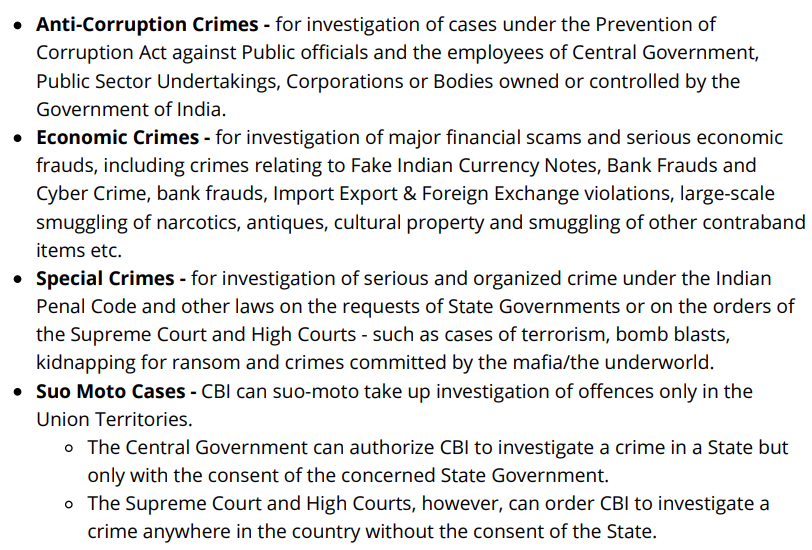 • Anti-Corruption Crimes - for investigation of cases under the Prevention of
Corruption Act against Public officials and the employees of Central Government,
Public Sector Undertakings, Corporations or Bodies owned or controlled by the
Government of India.
• Economic Crimes - for investigation of major financial scams and serious economic
frauds, including crimes relating to Fake Indian Currency Notes, Bank Frauds and
Cyber Crime, bank frauds, Import Export & Foreign Exchange violations, large-scale
smuggling of narcotics, antiques, cultural property and smuggling of other contraband
items etc.
• Special Crimes - for investigation of serious and organized crime under the Indian
Penal Code and other laws on the requests of State Governments or on the orders of
the Supreme Court and High Courts - such as cases of terrorism, bomb blasts,
kidnapping for ransom and crimes committed by the mafia/the underworld.
• Suo Moto Cases - CBI can suo-moto take up investigation of offences only in the
Union Territories.
◦ The Central Government can authorize CBI to investigate a crime in a State but
only with the consent of the concerned State Government.
◦ The Supreme Court and High Courts, however, can order CBI to investigate a
crime anywhere in the country without the consent of the State.